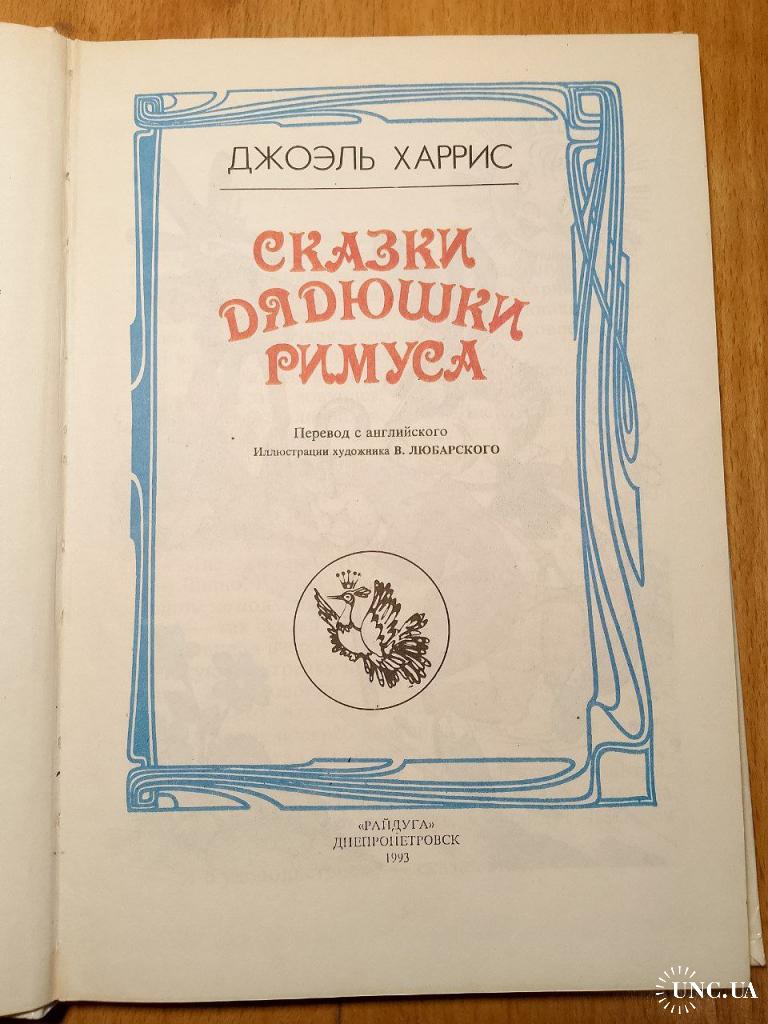 ДЖОЭЛЬ ХАРРИС
СКАЗКИ
ДЯДЮШКИ
РИМУСА
Перевод с английского
Иллюстрации художника В. ЛЮБАРСКОГО
«РАЙДУГА»
ДНЕПРОПЕТРОВСК
1993
UNC.UA